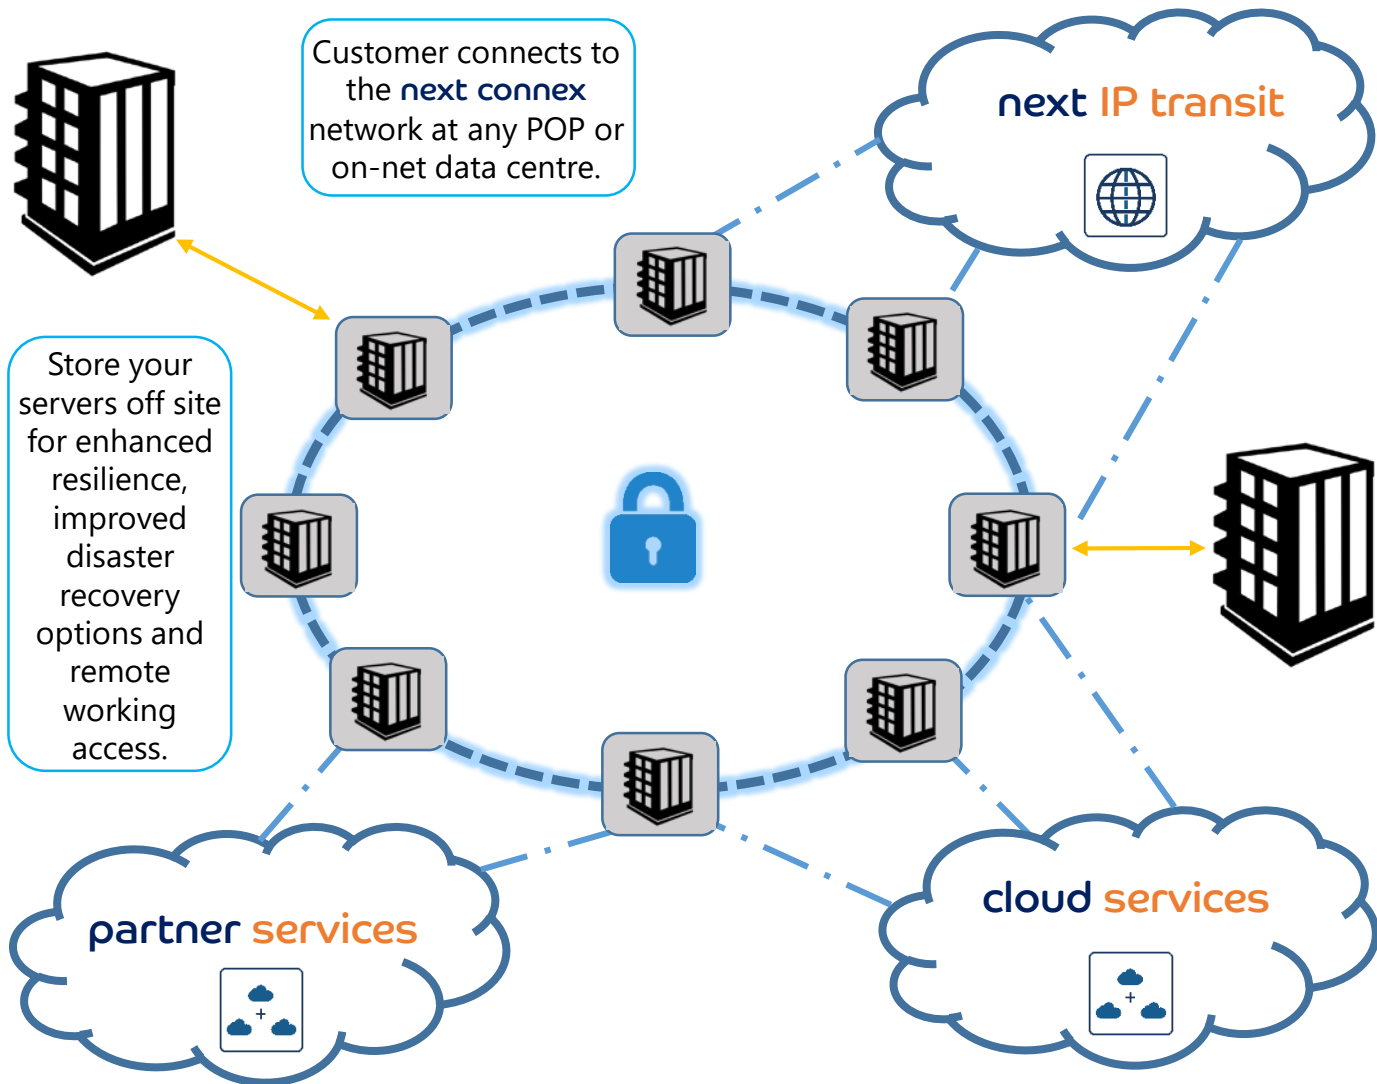 Customer connects to
the next connex
network at any POP or
on-net data centre.
next IP transit
Store your
servers off site
for enhanced
resilience,
improved
disaster
recovery
options and
remote
working
access.
partner services
+
cloud services
+